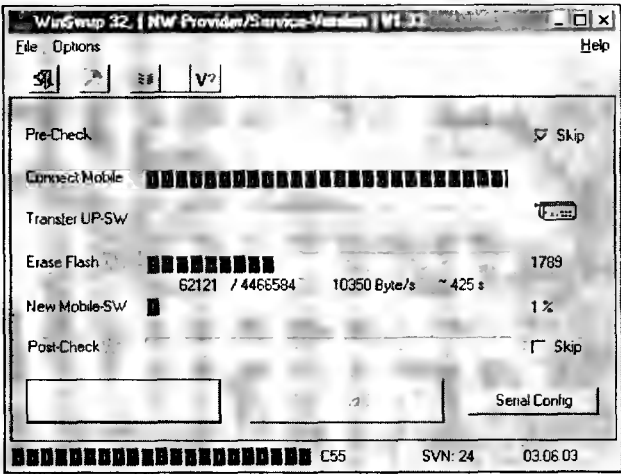 WinSwup 32, [ NW Provider/Service-Version ] V1.33
File Options Help
V?
Pre-Check Skip
Connect Mobile
Transfer UP-SW
Erase Flash 1789
62121 / 4466584 10350 Byte/s ~ 425 s
New Mobile-SW 1 %
Post-Check Skip
Serial Config
C55 SVN: 24 03.06.03